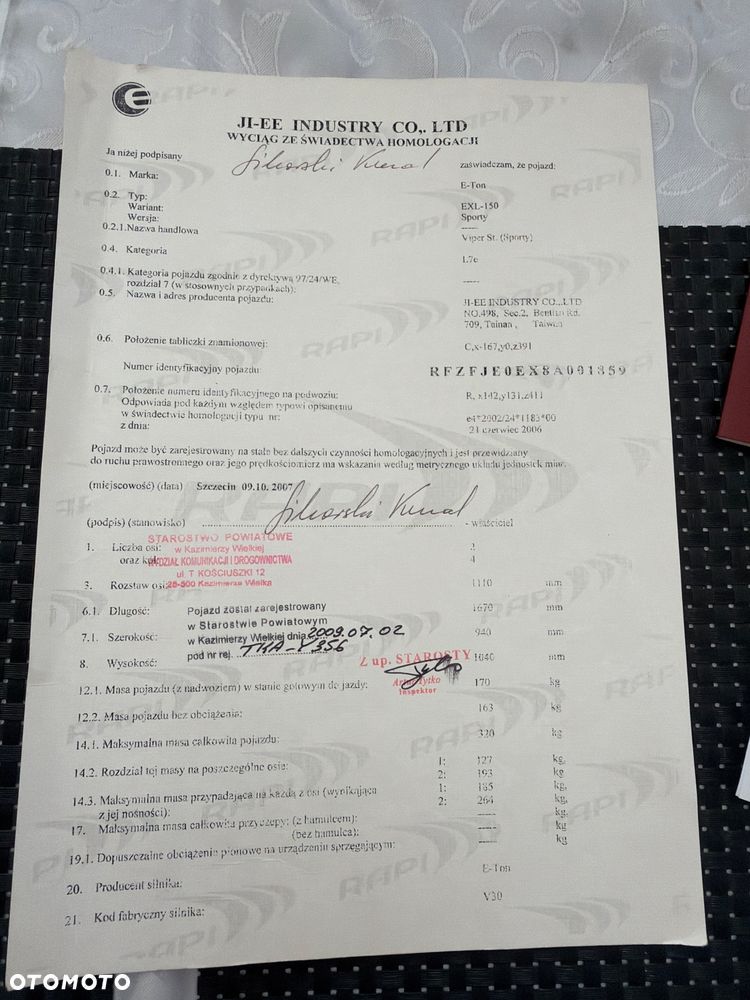 e
JI-EE INDUSTRY CO,. LTD
WYCIĄG ZE ŚWIADECTWA HOMOLOGACJI
Ja niżej podpisany zaświadczam, że pojazd:
0.1. Marka: E-Ton
0.2. Typ: EXL-150
Wariant: Sporty
Wersja: -----
0.2.1. Nazwa handlowa Viper St. (Sporty)
0.4. Kategoria L7e
0.4.1. Kategoria pojazdu zgodnie z dyrektywą 97/24/WE,
rozdział 7 (w stosownych przypadkach): -----
0.5. Nazwa i adres producenta pojazdu: JI-EE INDUSTRY CO.,.LTD
NO.498, Sec.2, Bentian Rd.
709, Tainan, Taiwan
0.6. Położenie tabliczki znamionowej: C,x-167,y0,z391
Numer identyfikacyjny pojazdu: RFZFJE0EX8A001859
0.7. Położenie numeru identyfikacyjnego na podwoziu: R, x142,y131,z411
Odpowiada pod każdym względem typowi opisanemu
w świadectwie homologacji typu nr: e4*2002/24*1183*00
z dnia: 21 czerwiec 2006
Pojazd może być zarejestrowany na stałe bez dalszych czynności homologacyjnych i jest przewidziany
do ruchu prawostronnego oraz jego prędkościomierz ma wskazania według metrycznego układu jednostek miar.
(miejscowość) (data) Szczecin 09.10. 2007
(podpis) (stanowisko) - właściciel
1. Liczba osi: 2
oraz kół: 4
STAROSTWO POWIATOWE
w Kazimierzy Wielkiej
WYDZIAŁ KOMUNIKACJI I DROGOWNICTWA
ul. T. KOŚCIUSZKI 12
28-500 Kazimierza Wielka
3. Rozstaw osi: 1110 mm
6.1. Długość: 1670 mm
7.1. Szerokość: 940 mm
8. Wysokość: 1040 mm
Pojazd został zarejestrowany
w Starostwie Powiatowym
w Kazimierzy Wielkiej dnia 2009.07.02
pod nr rej. TKA-Y356
Z up. STAROSTY
Inspektor
12.1. Masa pojazdu (z nadwoziem) w stanie gotowym do jazdy: 170 kg
12.2. Masa pojazdu bez obciążenia: 163 kg
14.1. Maksymalna masa całkowita pojazdu: 320 kg
14.2. Rozdział tej masy na poszczególne osie: 1: 127 kg,
2: 193 kg
14.3. Maksymalna masa przypadająca na każdą z osi (wynikająca 1: 185 kg,
z jej nośności): 2: 264 kg,
17. Maksymalna masa całkowita przyczepy: (z hamulcem): ----- kg,
(bez hamulca): ----- kg
19.1. Dopuszczalne obciążenie pionowe na urządzeniu sprzęgającym: ----- kg
20. Producent silnika: E-Ton
21. Kod fabryczny silnika: V30
OTOMOTO